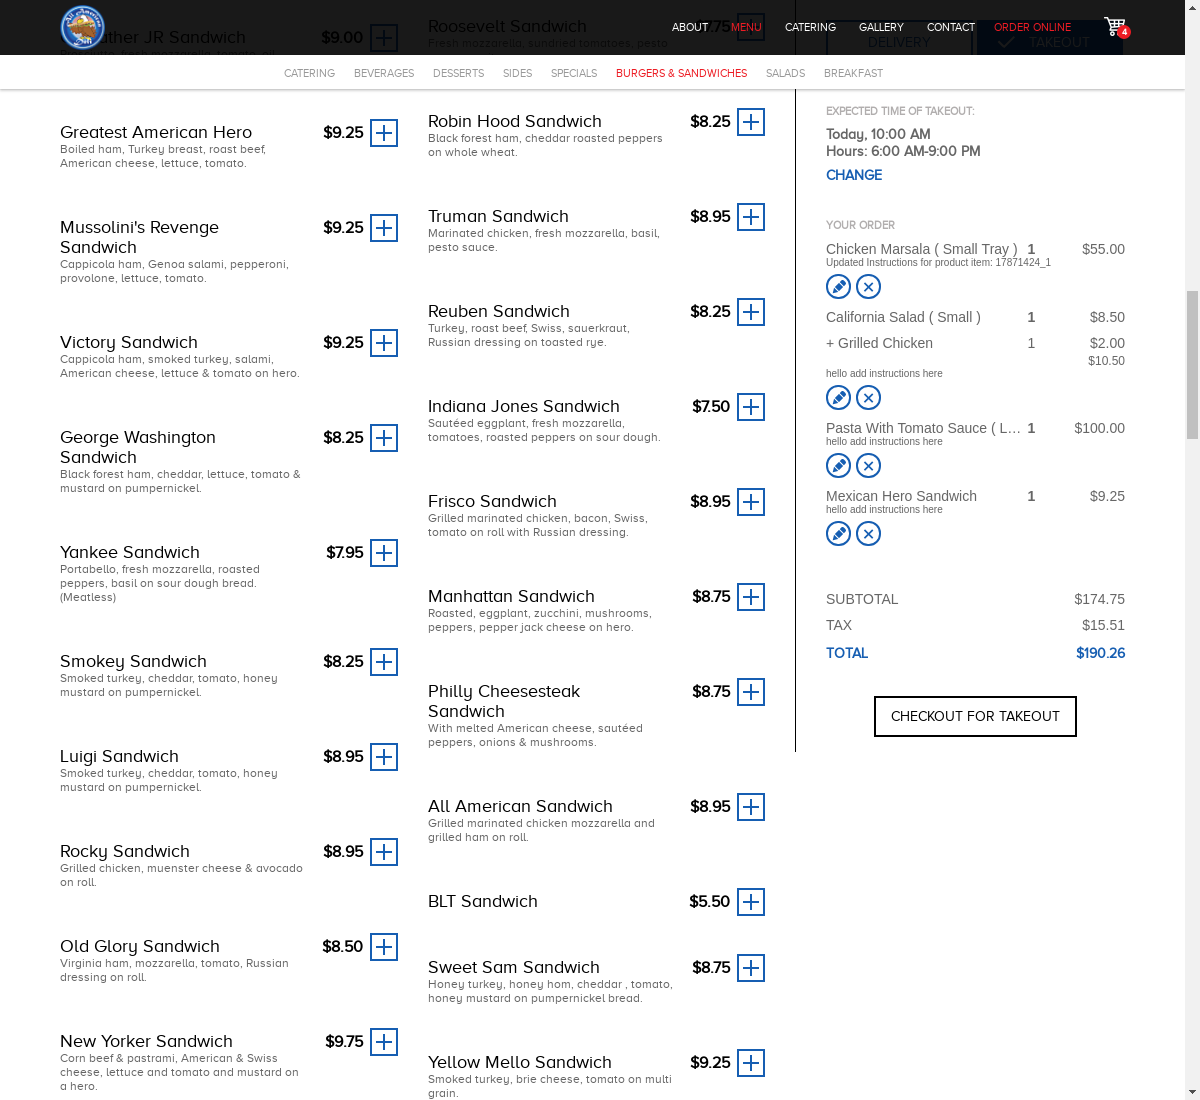 ABOUT MENU CATERING GALLERY CONTACT ORDER ONLINE 4
CATERING BEVERAGES DESSERTS SIDES SPECIALS BURGERS & SANDWICHES SALADS BREAKFAST
Greatest American Hero $9.25
Boiled ham, Turkey breast, roast beef,
American cheese, lettuce, tomato.
Mussolini's Revenge $9.25
Sandwich
Cappicola ham, Genoa salami, pepperoni,
provolone, lettuce, tomato.
Victory Sandwich $9.25
Cappicola ham, smoked turkey, salami,
American cheese, lettuce & tomato on hero.
George Washington $8.25
Sandwich
Black forest ham, cheddar, lettuce, tomato &
mustard on pumpernickel.
Yankee Sandwich $7.95
Portabello, fresh mozzarella, roasted
peppers, basil on sour dough bread.
(Meatless)
Smokey Sandwich $8.25
Smoked turkey, cheddar, tomato, honey
mustard on pumpernickel.
Luigi Sandwich $8.95
Smoked turkey, cheddar, tomato, honey
mustard on pumpernickel.
Rocky Sandwich $8.95
Grilled chicken, muenster cheese & avocado
on roll.
Old Glory Sandwich $8.50
Virginia ham, mozzarella, tomato, Russian
dressing on roll.
New Yorker Sandwich $9.75
Corn beef & pastrami, American & Swiss
cheese, lettuce and tomato and mustard on
a hero.
Roosevelt Sandwich
Robin Hood Sandwich $8.25
Black forest ham, cheddar roasted peppers
on whole wheat.
Truman Sandwich $8.95
Marinated chicken, fresh mozzarella, basil,
pesto sauce.
Reuben Sandwich $8.25
Turkey, roast beef, Swiss, sauerkraut,
Russian dressing on toasted rye.
Indiana Jones Sandwich $7.50
Sautéed eggplant, fresh mozzarella,
tomatoes, roasted peppers on sour dough.
Frisco Sandwich $8.95
Grilled marinated chicken, bacon, Swiss,
tomato on roll with Russian dressing.
Manhattan Sandwich $8.75
Roasted, eggplant, zucchini, mushrooms,
peppers, pepper jack cheese on hero.
Philly Cheesesteak $8.75
Sandwich
With melted American cheese, sautéed
peppers, onions & mushrooms.
All American Sandwich $8.95
Grilled marinated chicken mozzarella and
grilled ham on roll.
BLT Sandwich $5.50
Sweet Sam Sandwich $8.75
Honey turkey, honey hom, cheddar , tomato,
honey mustard on pumpernickel bread.
Yellow Mello Sandwich $9.25
Smoked turkey, brie cheese, tomato on multi
grain.
DELIVERY TAKEOUT
EXPECTED TIME OF TAKEOUT:
Today, 10:00 AM
Hours: 6:00 AM-9:00 PM
CHANGE
YOUR ORDER
Chicken Marsala ( Small Tray ) 1 $55.00
Updated Instructions for product item: 17871424_1
California Salad ( Small ) 1 $8.50
+ Grilled Chicken 1 $2.00
$10.50
hello add instructions here
Pasta With Tomato Sauce ( L... 1 $100.00
hello add instructions here
Mexican Hero Sandwich 1 $9.25
hello add instructions here
SUBTOTAL $174.75
TAX $15.51
TOTAL $190.26
CHECKOUT FOR TAKEOUT